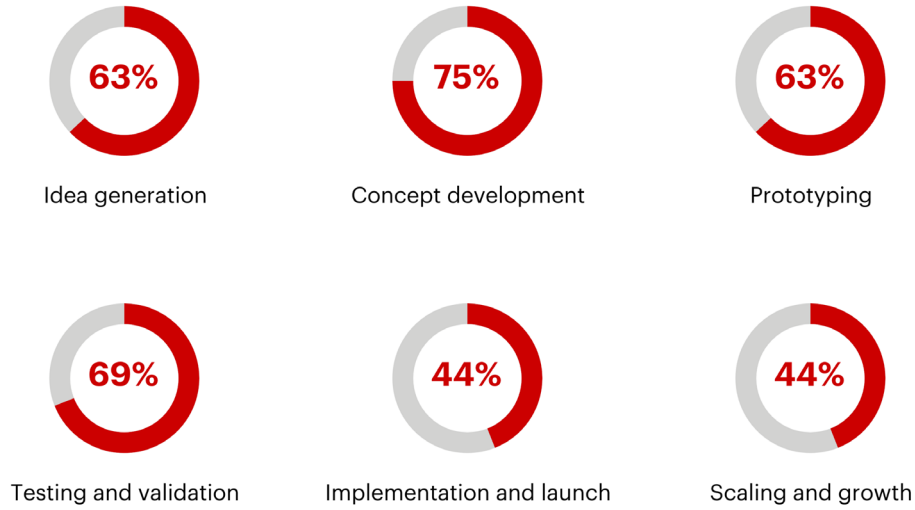 63%
Idea generation
75%
Concept development
63%
Prototyping
69%
Testing and validation
44%
Implementation and launch
44%
Scaling and growth